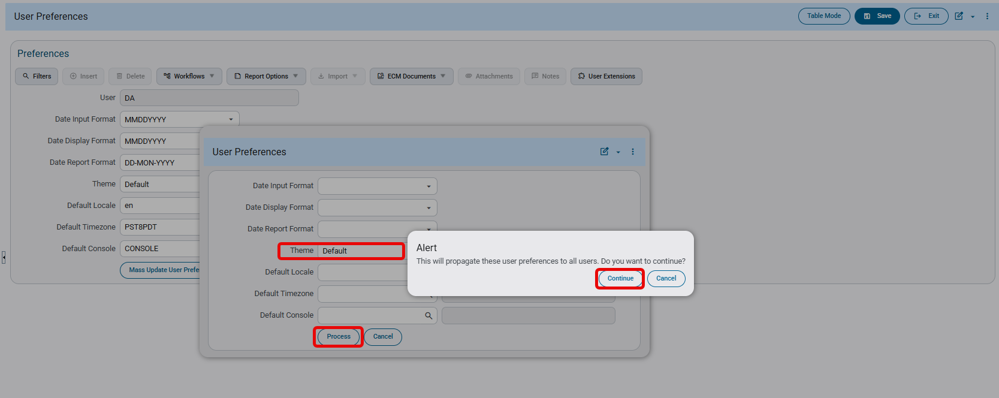 User Preferences
Table Mode Save Exit
Preferences
Filters Insert Delete Workflows Report Options Import ECM Documents Attachments Notes User Extensions
User DA
Date Input Format MMDDYYYY
Date Display Format MMDDYYYY
Date Report Format DD-MON-YYYY
Theme Default
Default Locale en
Default Timezone PST8PDT
Default Console CONSOLE
Mass Update User Prefe
User Preferences
Date Input Format
Date Display Format
Date Report Format
Theme Default
Default Locale
Default Timezone
Default Console
Process Cancel
Alert
This will propagate these user preferences to all users. Do you want to continue?
Continue Cancel